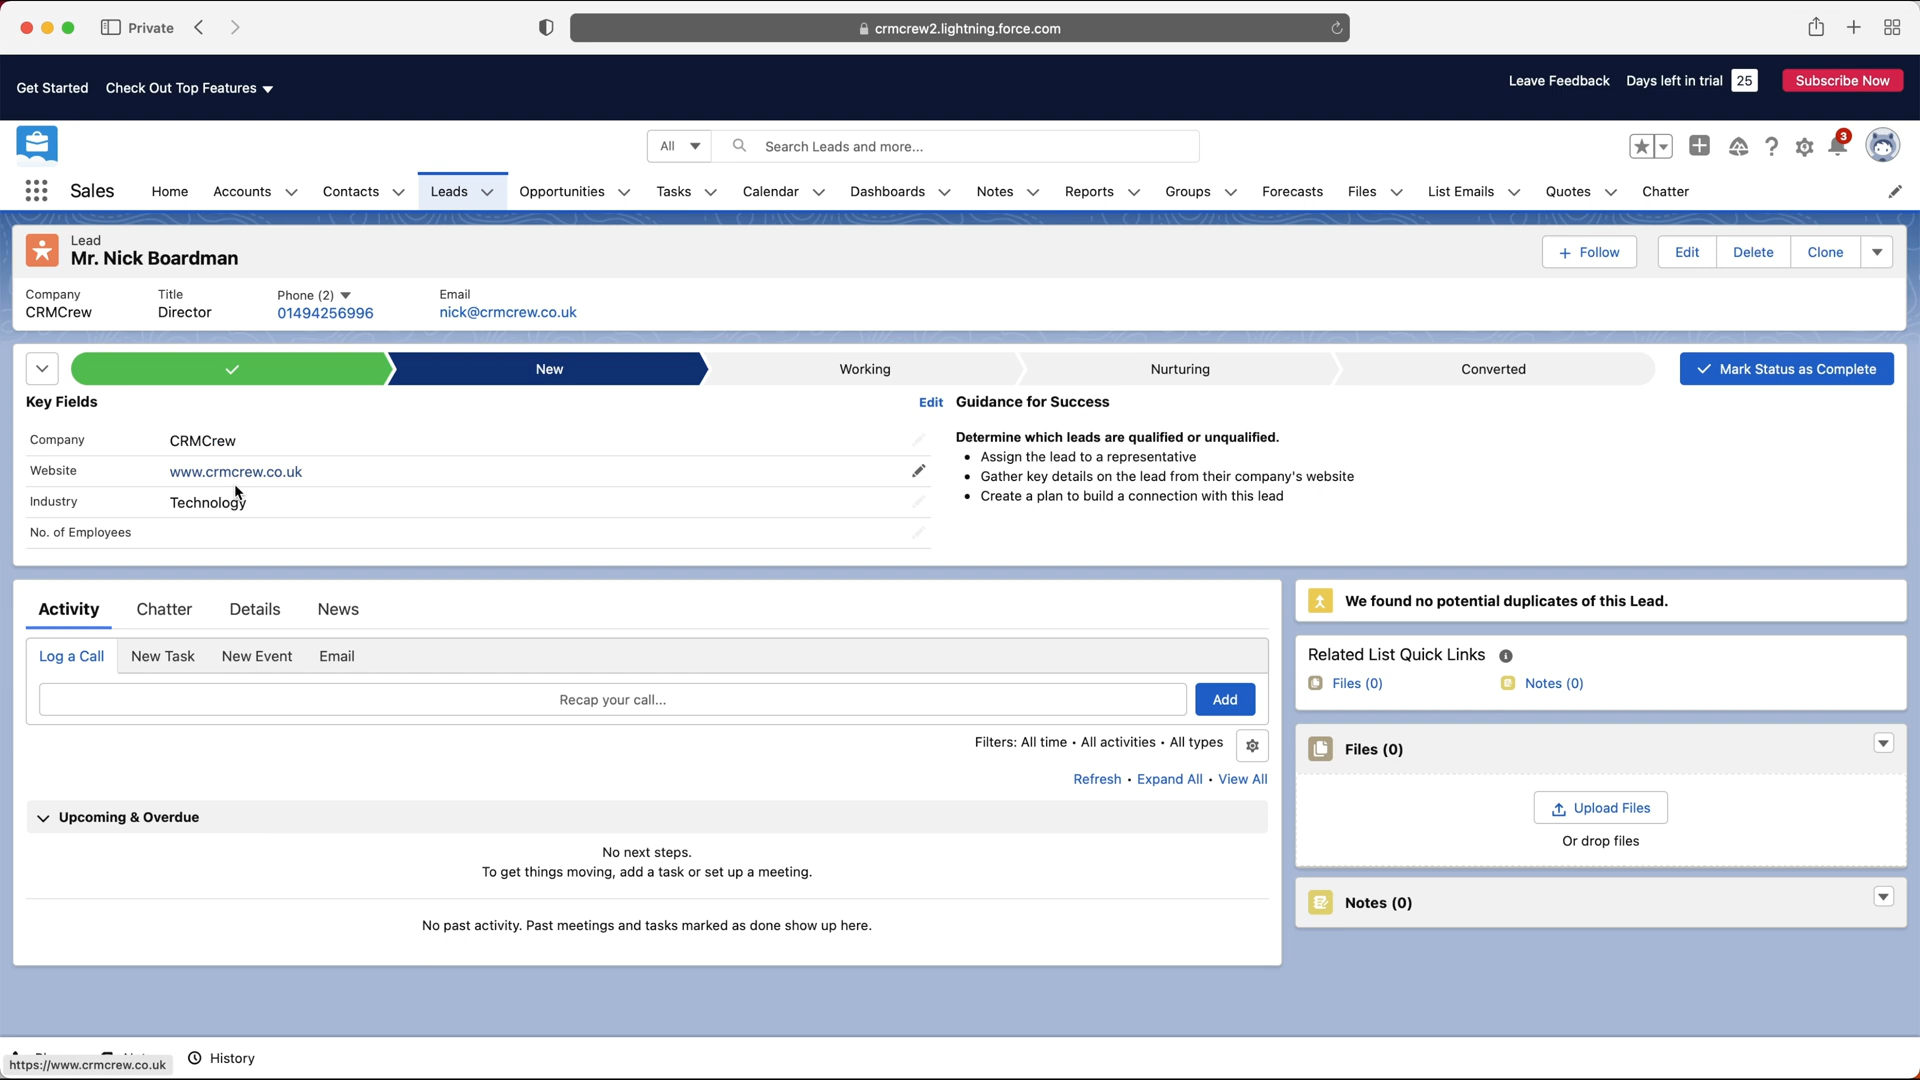 Private
crmcrew2.lightning.force.com
Get Started Check Out Top Features
Leave Feedback Days left in trial 25 Subscribe Now
All Search Leads and more...
3
Sales Home Accounts Contacts Leads Opportunities Tasks Calendar Dashboards Notes Reports Groups Forecasts Files List Emails Quotes Chatter
Lead
Mr. Nick Boardman
+ Follow Edit Delete Clone
Company Title Phone (2) Email
CRMCrew Director 01494256996 nick@crmcrew.co.uk
New Working Nurturing Converted Mark Status as Complete
Key Fields Edit Guidance for Success
Company CRMCrew
Website www.crmcrew.co.uk
Industry Technology
No. of Employees
Determine which leads are qualified or unqualified.
• Assign the lead to a representative
• Gather key details on the lead from their company's website
• Create a plan to build a connection with this lead
Activity Chatter Details News
Log a Call New Task New Event Email
Recap your call... Add
Filters: All time • All activities • All types
Refresh • Expand All • View All
Upcoming & Overdue
No next steps.
To get things moving, add a task or set up a meeting.
No past activity. Past meetings and tasks marked as done show up here.
We found no potential duplicates of this Lead.
Related List Quick Links
Files (0) Notes (0)
Files (0)
Upload Files
Or drop files
Notes (0)
History
https://www.crmcrew.co.uk